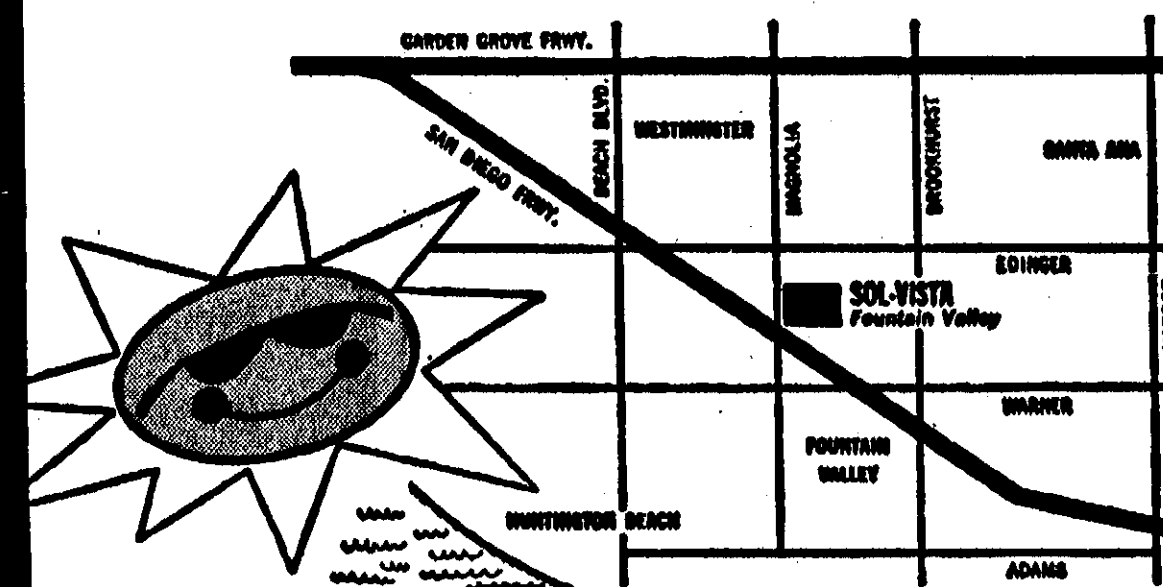 GARDEN GROVE FRWY.
BEACH BLVD.
WESTMINSTER
MAGNOLIA
BROOKHURST
SANTA ANA
SAN DIEGO FRWY.
EDINGER
SOL-VISTA
Fountain Valley
WARNER
FOUNTAIN
VALLEY
HUNTINGTON BEACH
ADAMS